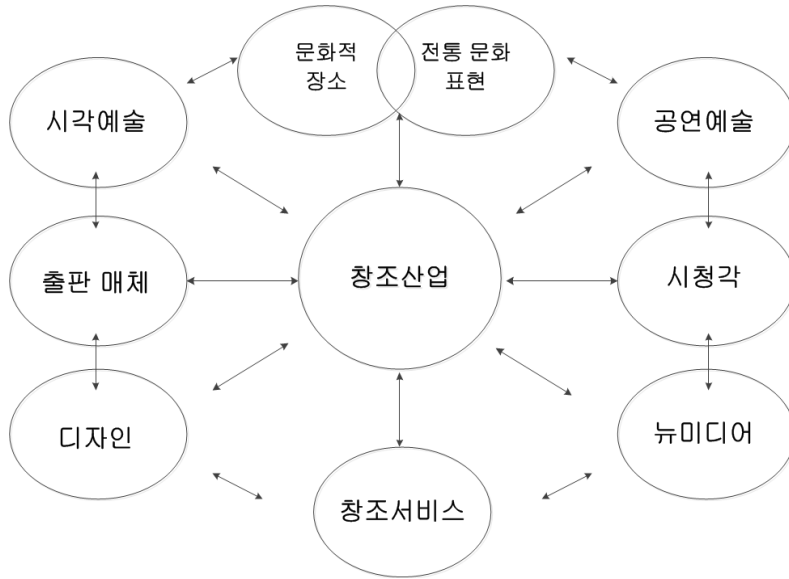 문화적
장소
전통 문화
표현
시각예술
공연예술
출판 매체
창조산업
시청각
디자인
뉴미디어
창조서비스